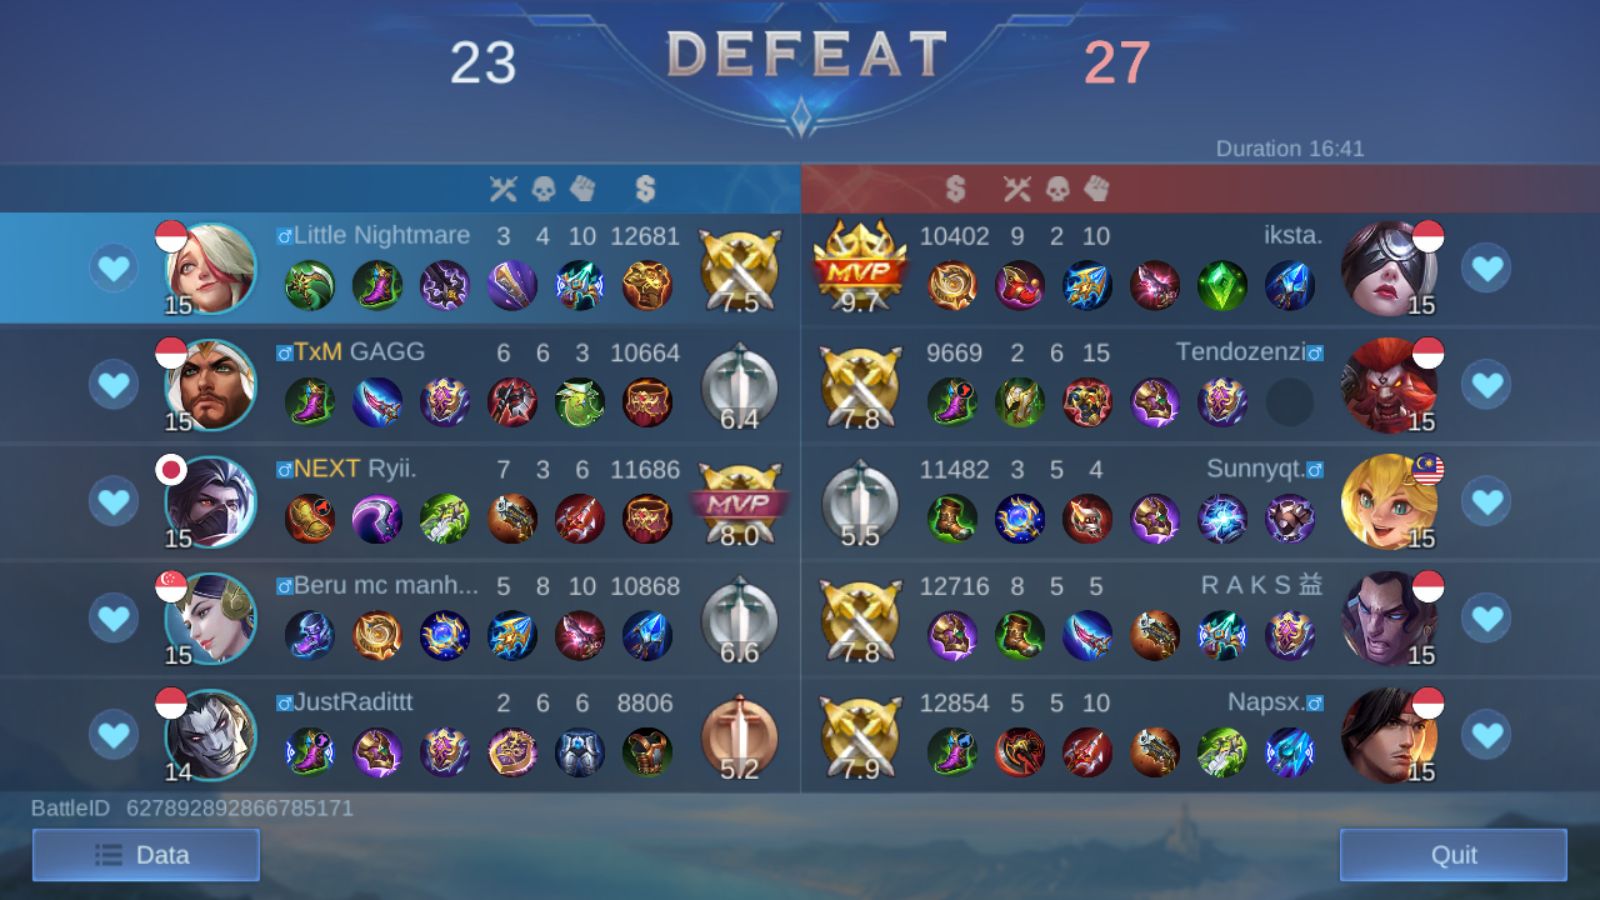 23 DEFEAT 27
Duration 16:41
Little Nightmare 3 4 10 12681
15 7.5
MVP 10402 9 2 10 iksta.
9.7 15
TxM GAGG 6 6 3 10664
15 6.4
9669 2 6 15 Tendozenzi
7.8 15
NEXT Ryii. 7 3 6 11686 MVP
15 8.0
11482 3 5 4 Sunnyqt.
5.5 15
Beru mc manh... 5 8 10 10868
15 6.6
12716 8 5 5 R A K S 益
7.8 15
JustRadittt 2 6 6 8806
14 5.2
12854 5 5 10 Napsx.
7.9 15
BattleID 627892892866785171
Data
Quit